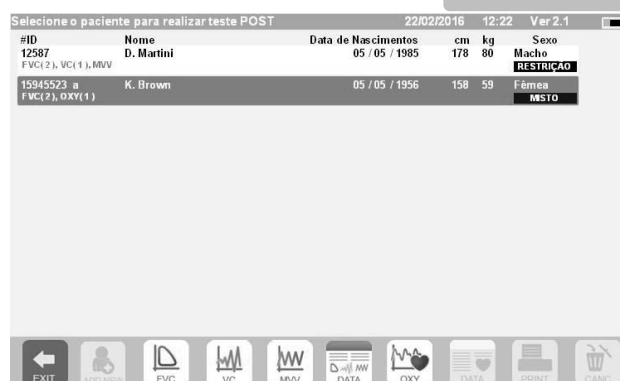 Selecione o paciente para realizar teste POST 22/02/2016 12:22 Ver 2.1
#ID Nome Data de Nascimentos cm kg Sexo
12587 D. Martini 05 / 05 / 1985 178 80 Macho
FVC(2), VC(1), MVV RESTRIÇÃO
15945523 a K. Brown 05 / 05 / 1956 158 59 Fêmea
FVC(2), OXY(1) MISTO
EXIT ADD NEW FVC VC MVV DATA OXY DATA PRINT CANC